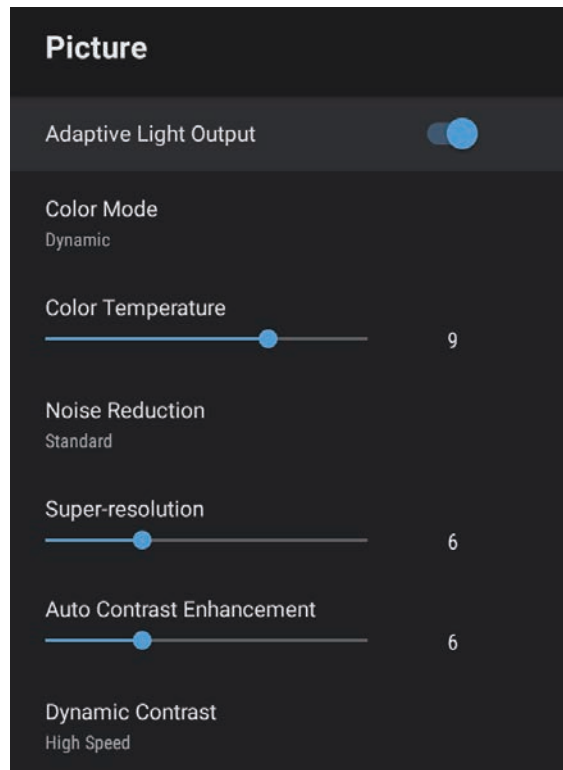 Picture
Adaptive Light Output
Color Mode
Dynamic
Color Temperature
9
Noise Reduction
Standard
Super-resolution
6
Auto Contrast Enhancement
6
Dynamic Contrast
High Speed